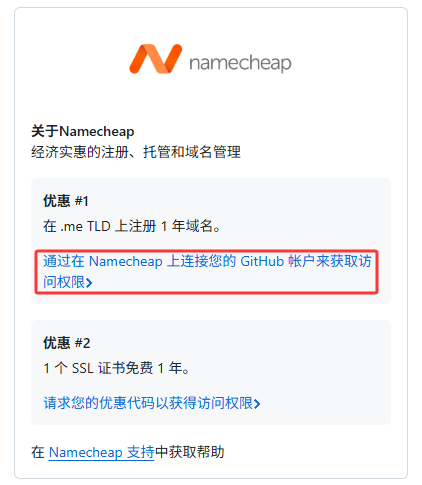 namecheap
关于Namecheap
经济实惠的注册、托管和域名管理
优惠 #1
在 .me TLD 上注册 1 年域名。
通过在 Namecheap 上连接您的 GitHub 帐户来获取访
问权限
优惠 #2
1 个 SSL 证书免费 1 年。
请求您的优惠代码以获得访问权限
在 Namecheap 支持中获取帮助